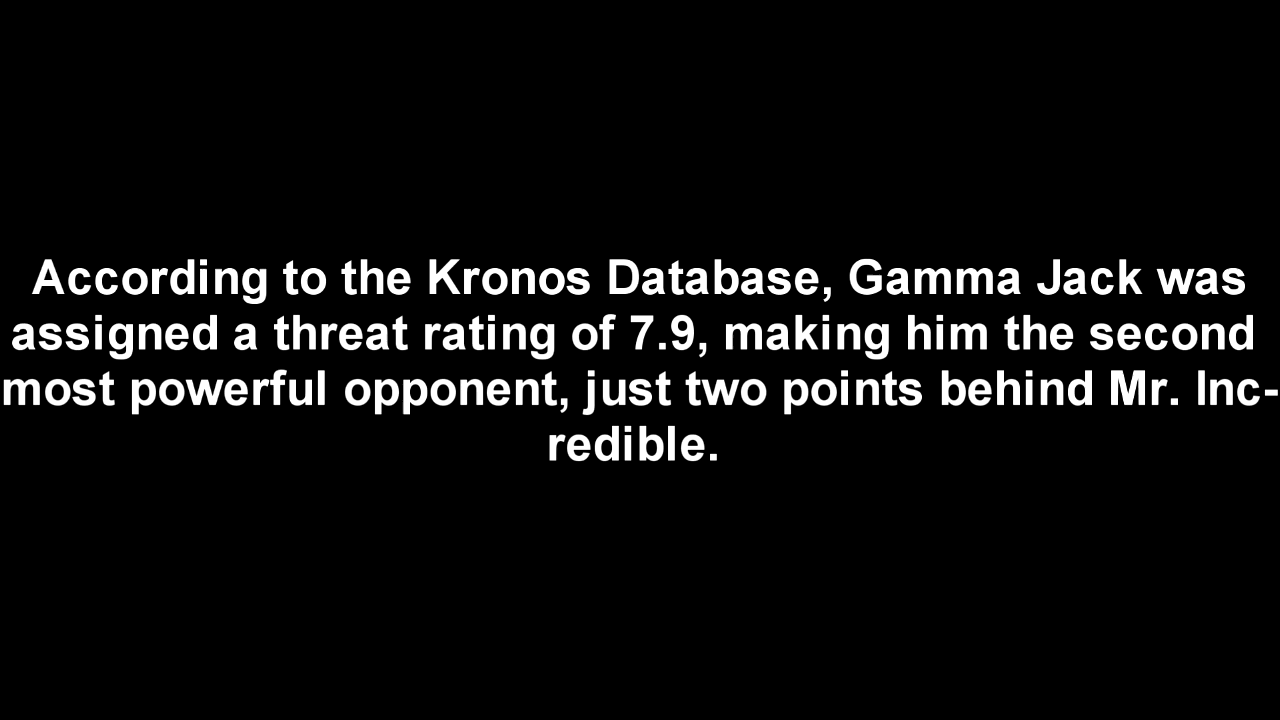 According to the Kronos Database, Gamma Jack was
assigned a threat rating of 7.9, making him the second
most powerful opponent, just two points behind Mr. Inc-
redible.